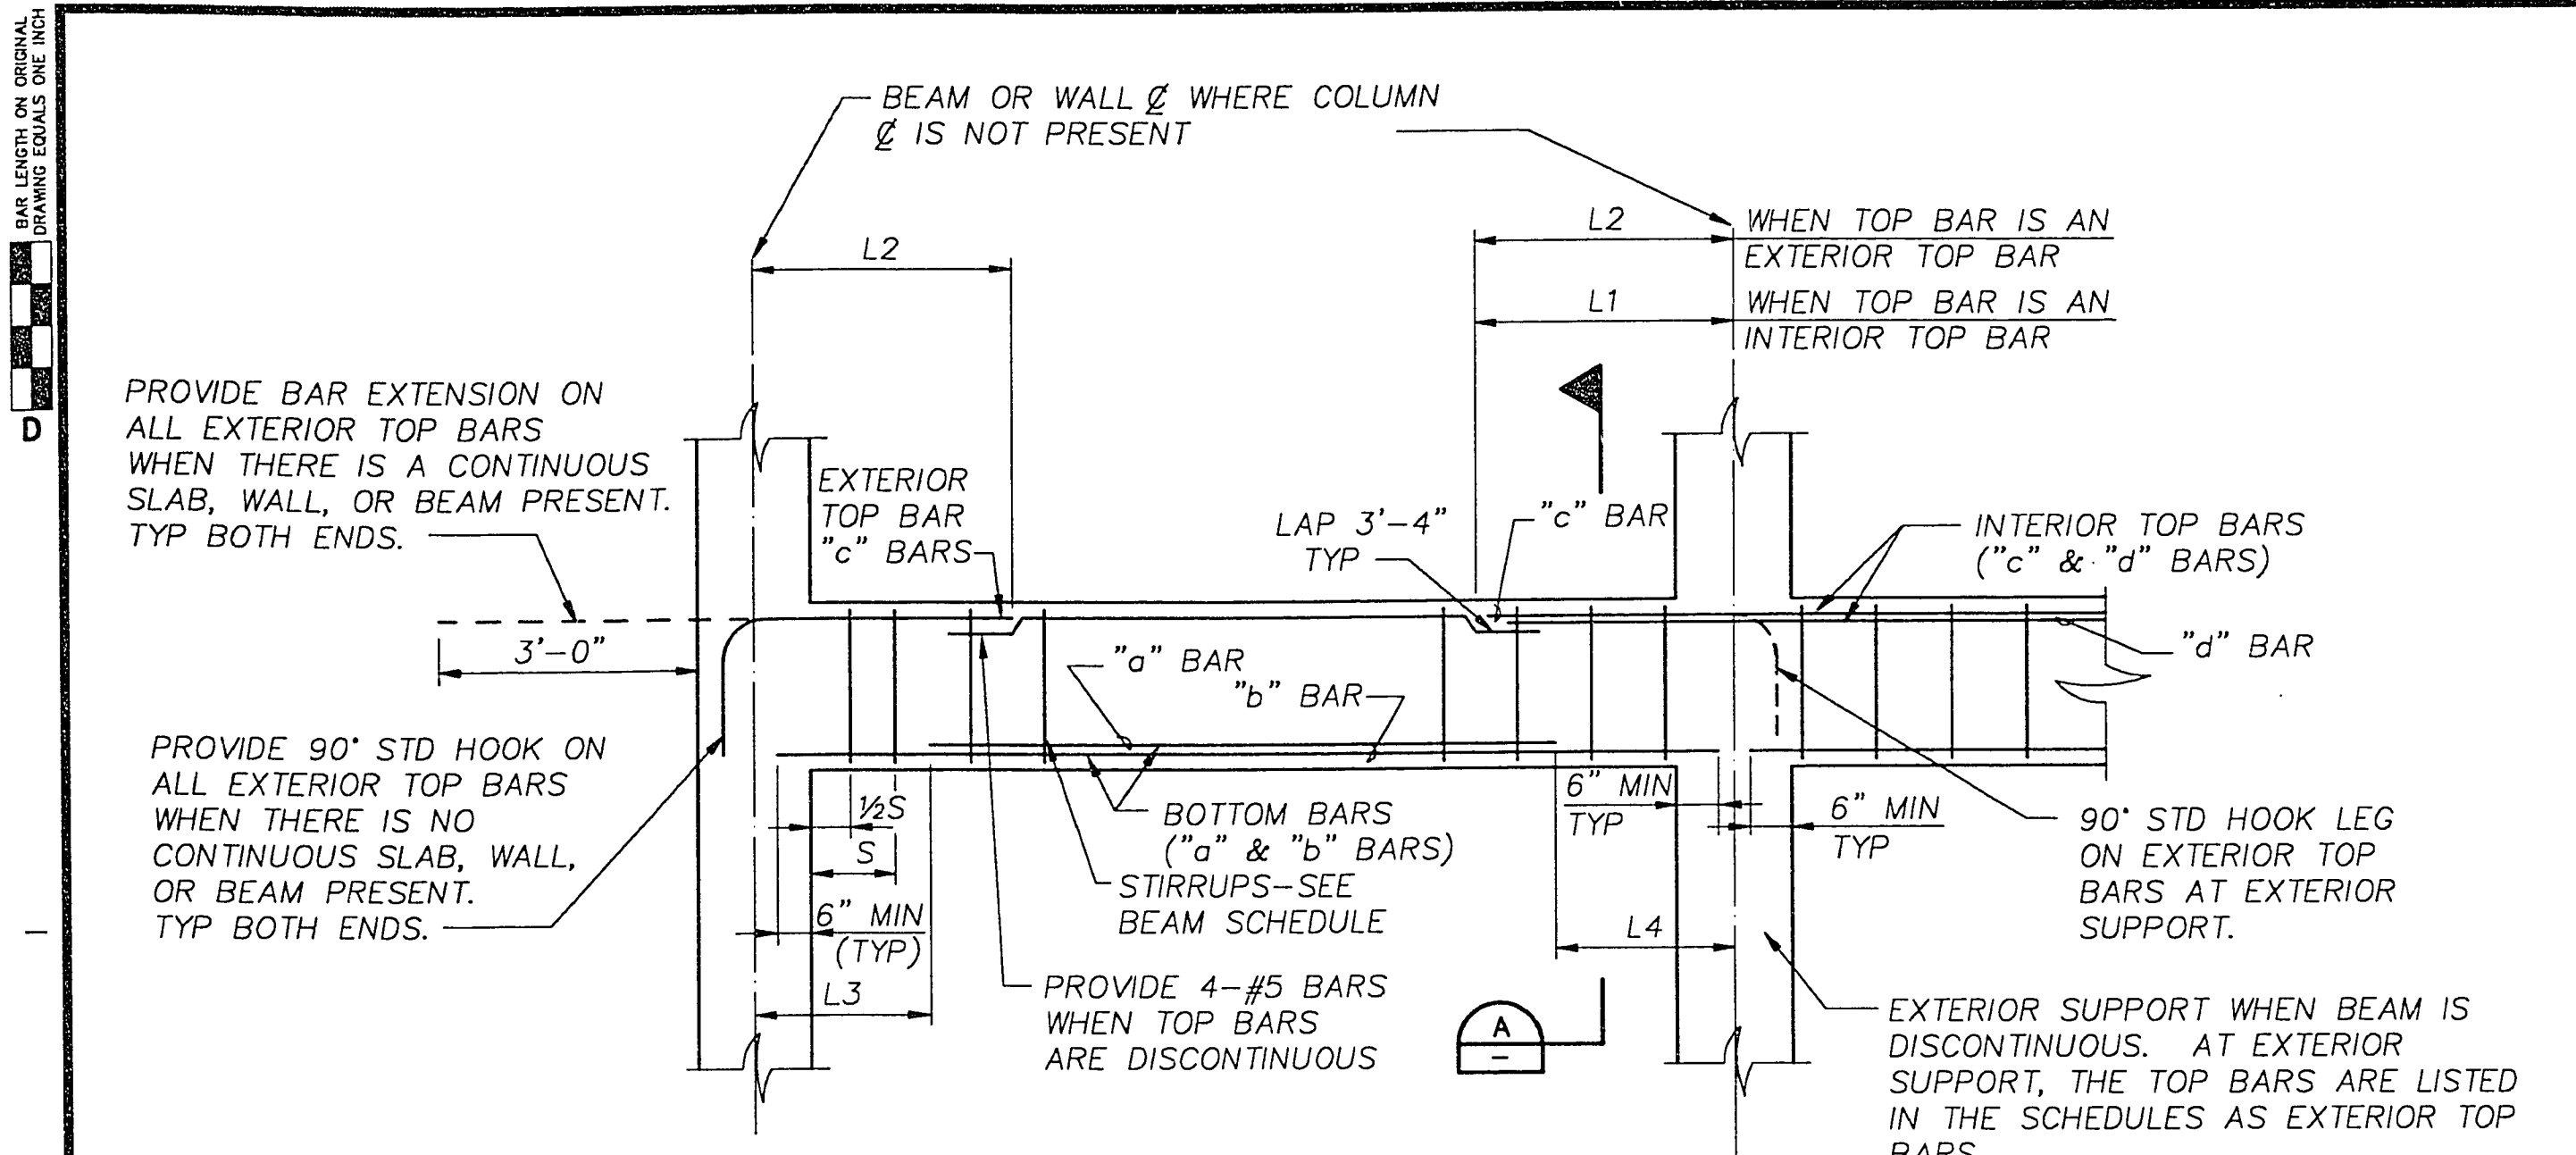 BAR LENGTH ON ORIGINAL
DRAWING EQUALS ONE INCH
D
BEAM OR WALL ⅊ WHERE COLUMN
⅊ IS NOT PRESENT
L2
L2
WHEN TOP BAR IS AN
EXTERIOR TOP BAR
L1
WHEN TOP BAR IS AN
INTERIOR TOP BAR
PROVIDE BAR EXTENSION ON
ALL EXTERIOR TOP BARS
WHEN THERE IS A CONTINUOUS
SLAB, WALL, OR BEAM PRESENT.
TYP BOTH ENDS.
EXTERIOR
TOP BAR
"c" BARS
LAP 3'-4"
TYP
"c" BAR
INTERIOR TOP BARS
("c" & "d" BARS)
3'-0"
"a" BAR
"b" BAR
"d" BAR
PROVIDE 90° STD HOOK ON
ALL EXTERIOR TOP BARS
WHEN THERE IS NO
CONTINUOUS SLAB, WALL,
OR BEAM PRESENT.
TYP BOTH ENDS.
½S
S
6" MIN
(TYP)
L3
BOTTOM BARS
("a" & "b" BARS)
STIRRUPS-SEE
BEAM SCHEDULE
PROVIDE 4-#5 BARS
WHEN TOP BARS
ARE DISCONTINUOUS
6" MIN
TYP
6" MIN
TYP
L4
A
-
90° STD HOOK LEG
ON EXTERIOR TOP
BARS AT EXTERIOR
SUPPORT.
EXTERIOR SUPPORT WHEN BEAM IS
DISCONTINUOUS. AT EXTERIOR
SUPPORT, THE TOP BARS ARE LISTED
IN THE SCHEDULES AS EXTERIOR TOP
BARS